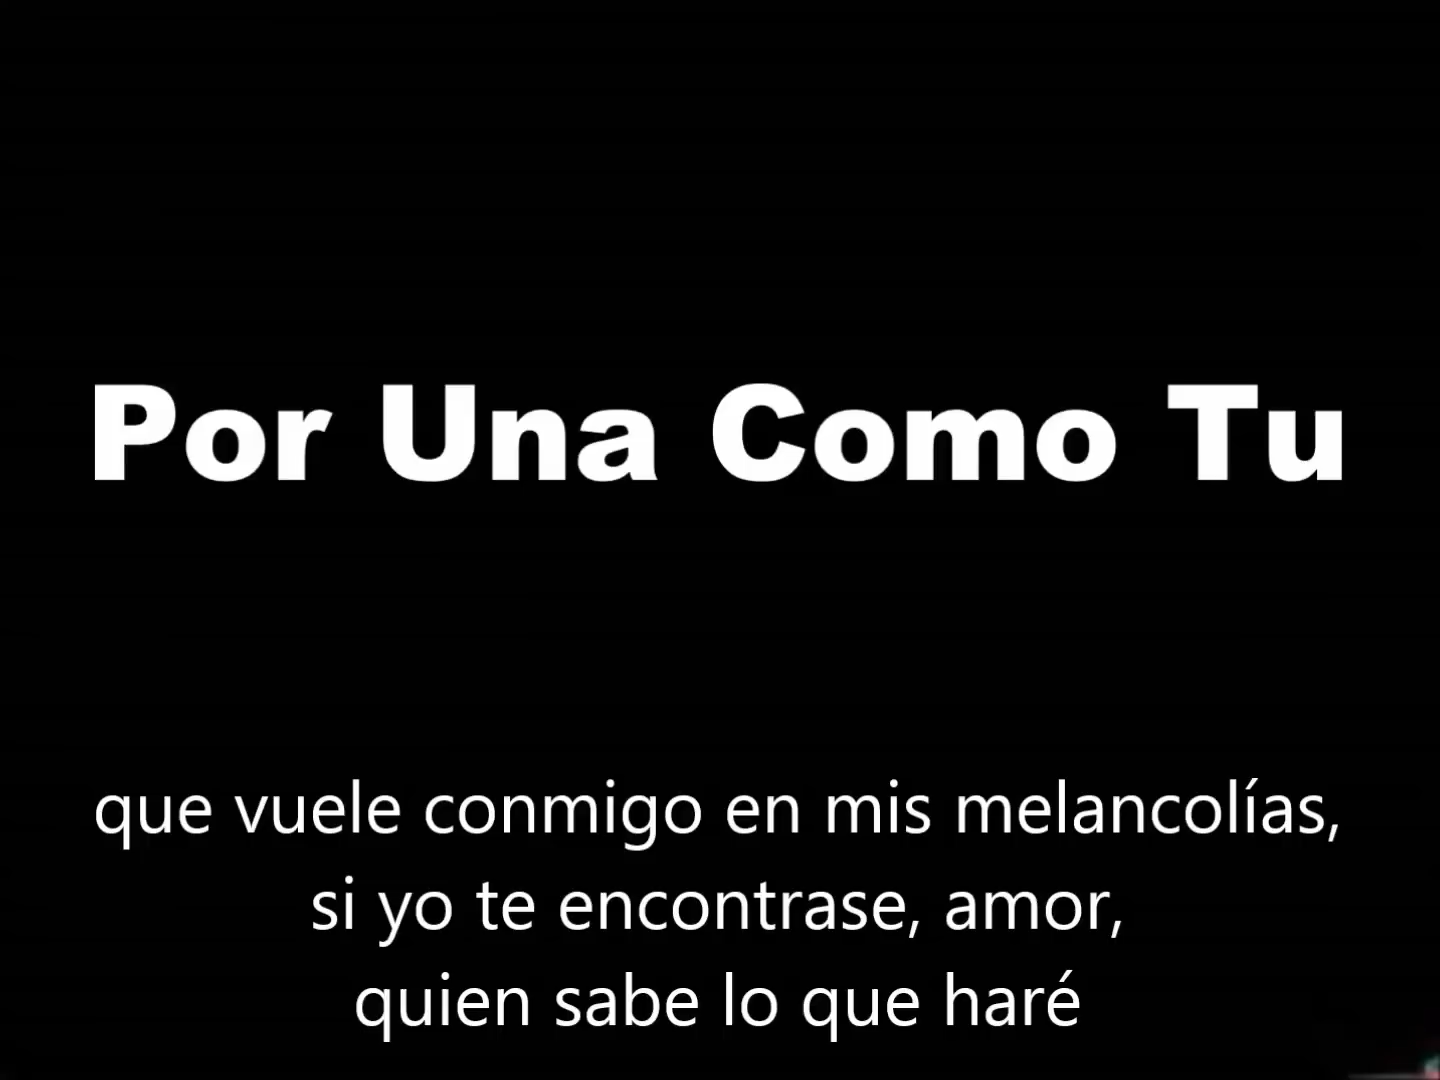 Por Una Como Tu
que vuele conmigo en mis melancolías,
si yo te encontrase, amor,
quien sabe lo que haré